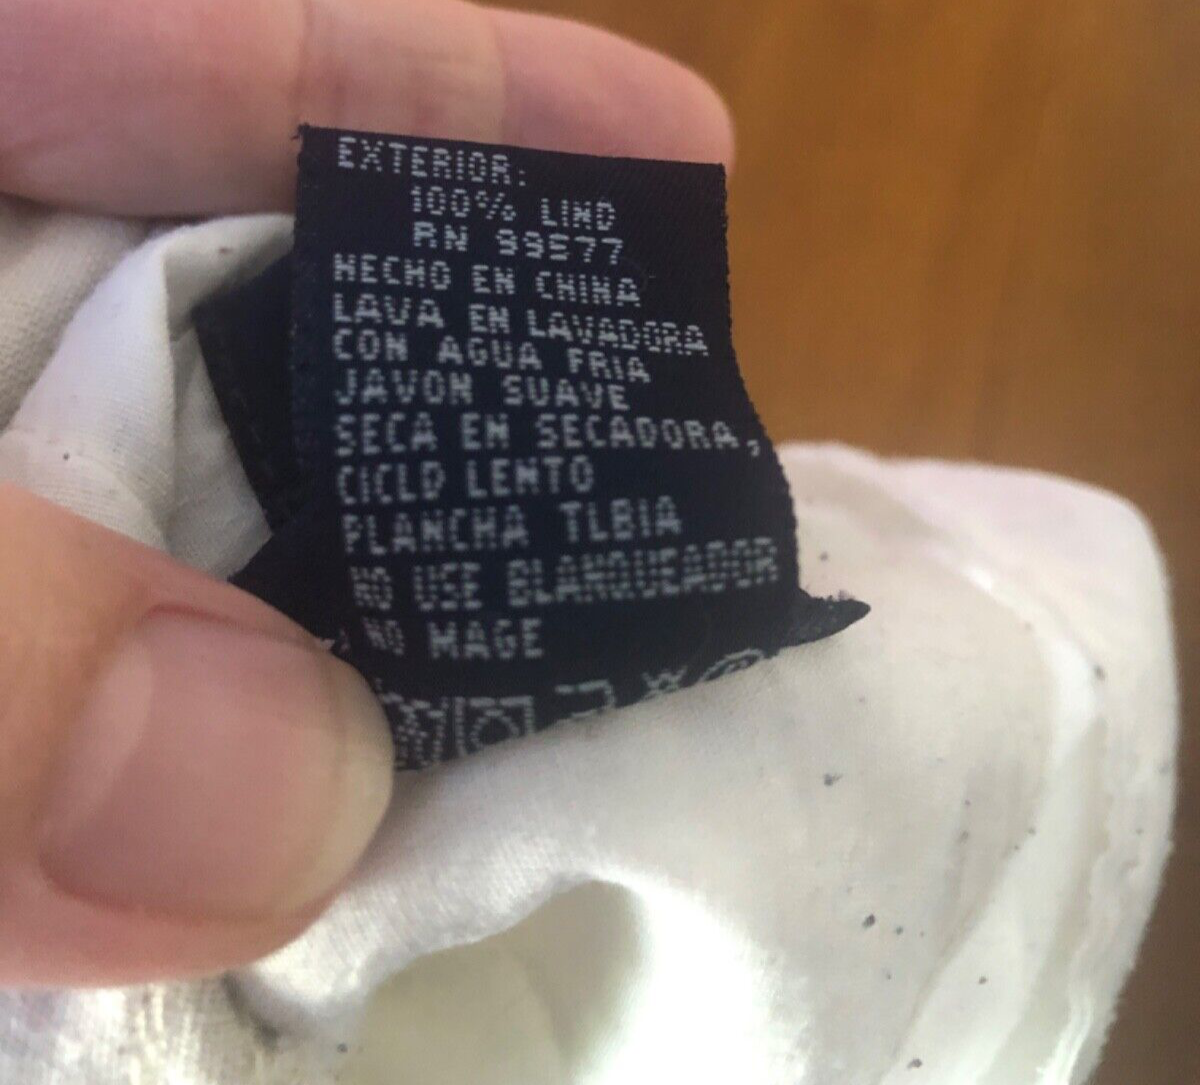 EXTERIOR:
100% LINO
RN 99577
HECHO EN CHINA
LAVA EN LAVADORA
CON AGUA FRIA
JAVON SUAVE
SECA EN SECADORA,
CICLO LENTO
PLANCHA TLBIA
NO USE BLANQUEADOR
NO MAGE